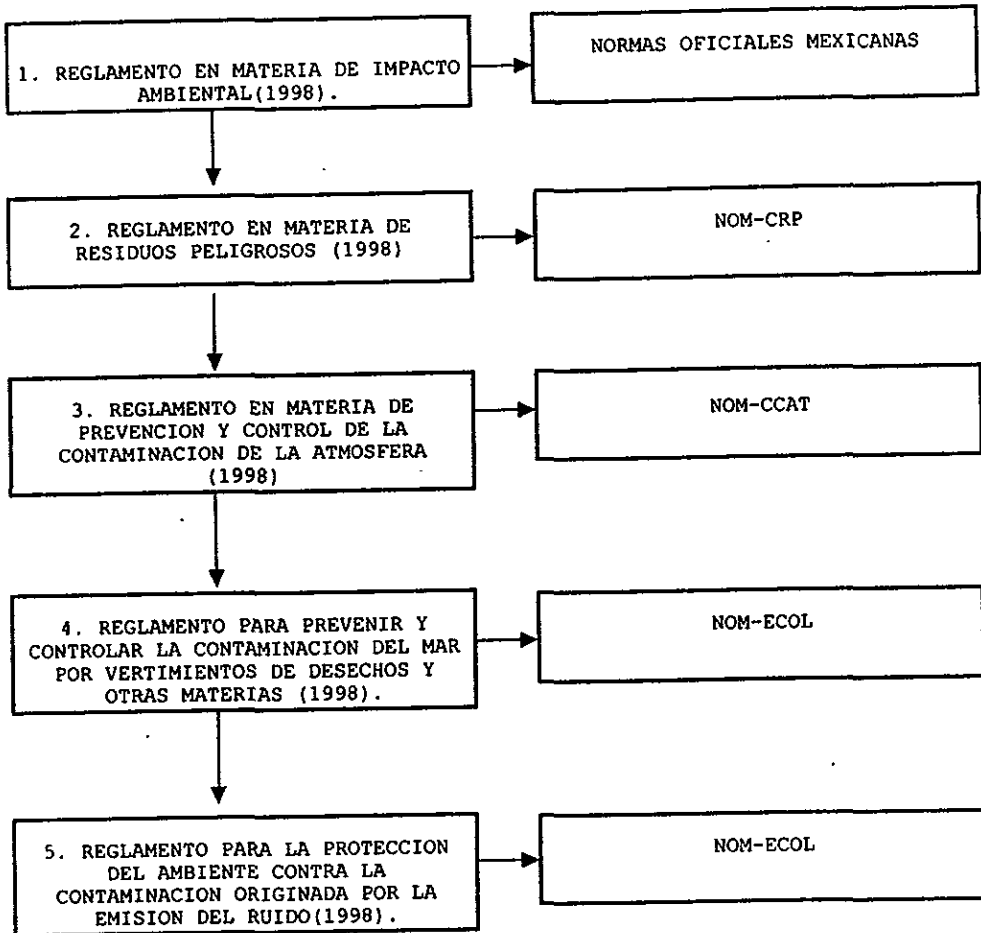 1. REGLAMENTO EN MATERIA DE IMPACTO
AMBIENTAL(1998).
NORMAS OFICIALES MEXICANAS
2. REGLAMENTO EN MATERIA DE
RESIDUOS PELIGROSOS (1998)
NOM-CRP
3. REGLAMENTO EN MATERIA DE
PREVENCION Y CONTROL DE LA
CONTAMINACION DE LA ATMOSFERA
(1998)
NOM-CCAT
4. REGLAMENTO PARA PREVENIR Y
CONTROLAR LA CONTAMINACION DEL MAR
POR VERTIMIENTOS DE DESECHOS Y
OTRAS MATERIAS (1998).
NOM-ECOL
5. REGLAMENTO PARA LA PROTECCION
DEL AMBIENTE CONTRA LA
CONTAMINACION ORIGINADA POR LA
EMISION DEL RUIDO(1998).
NOM-ECOL